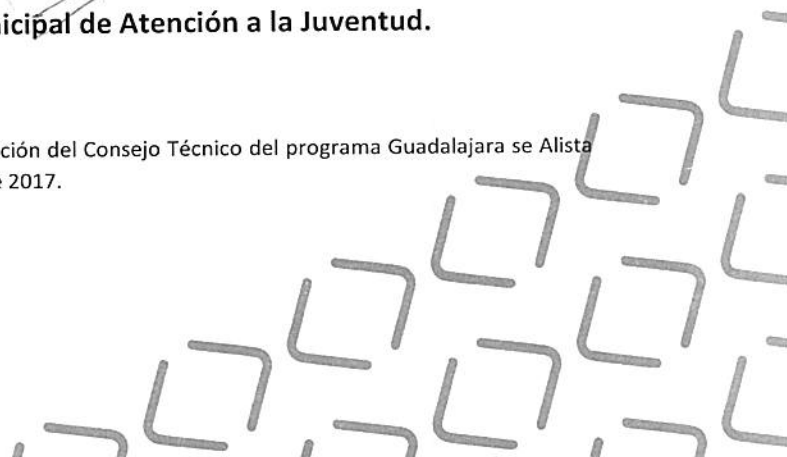 icipal de Atención a la Juventud.
ción del Consejo Técnico del programa Guadalajara se Alista
2017.